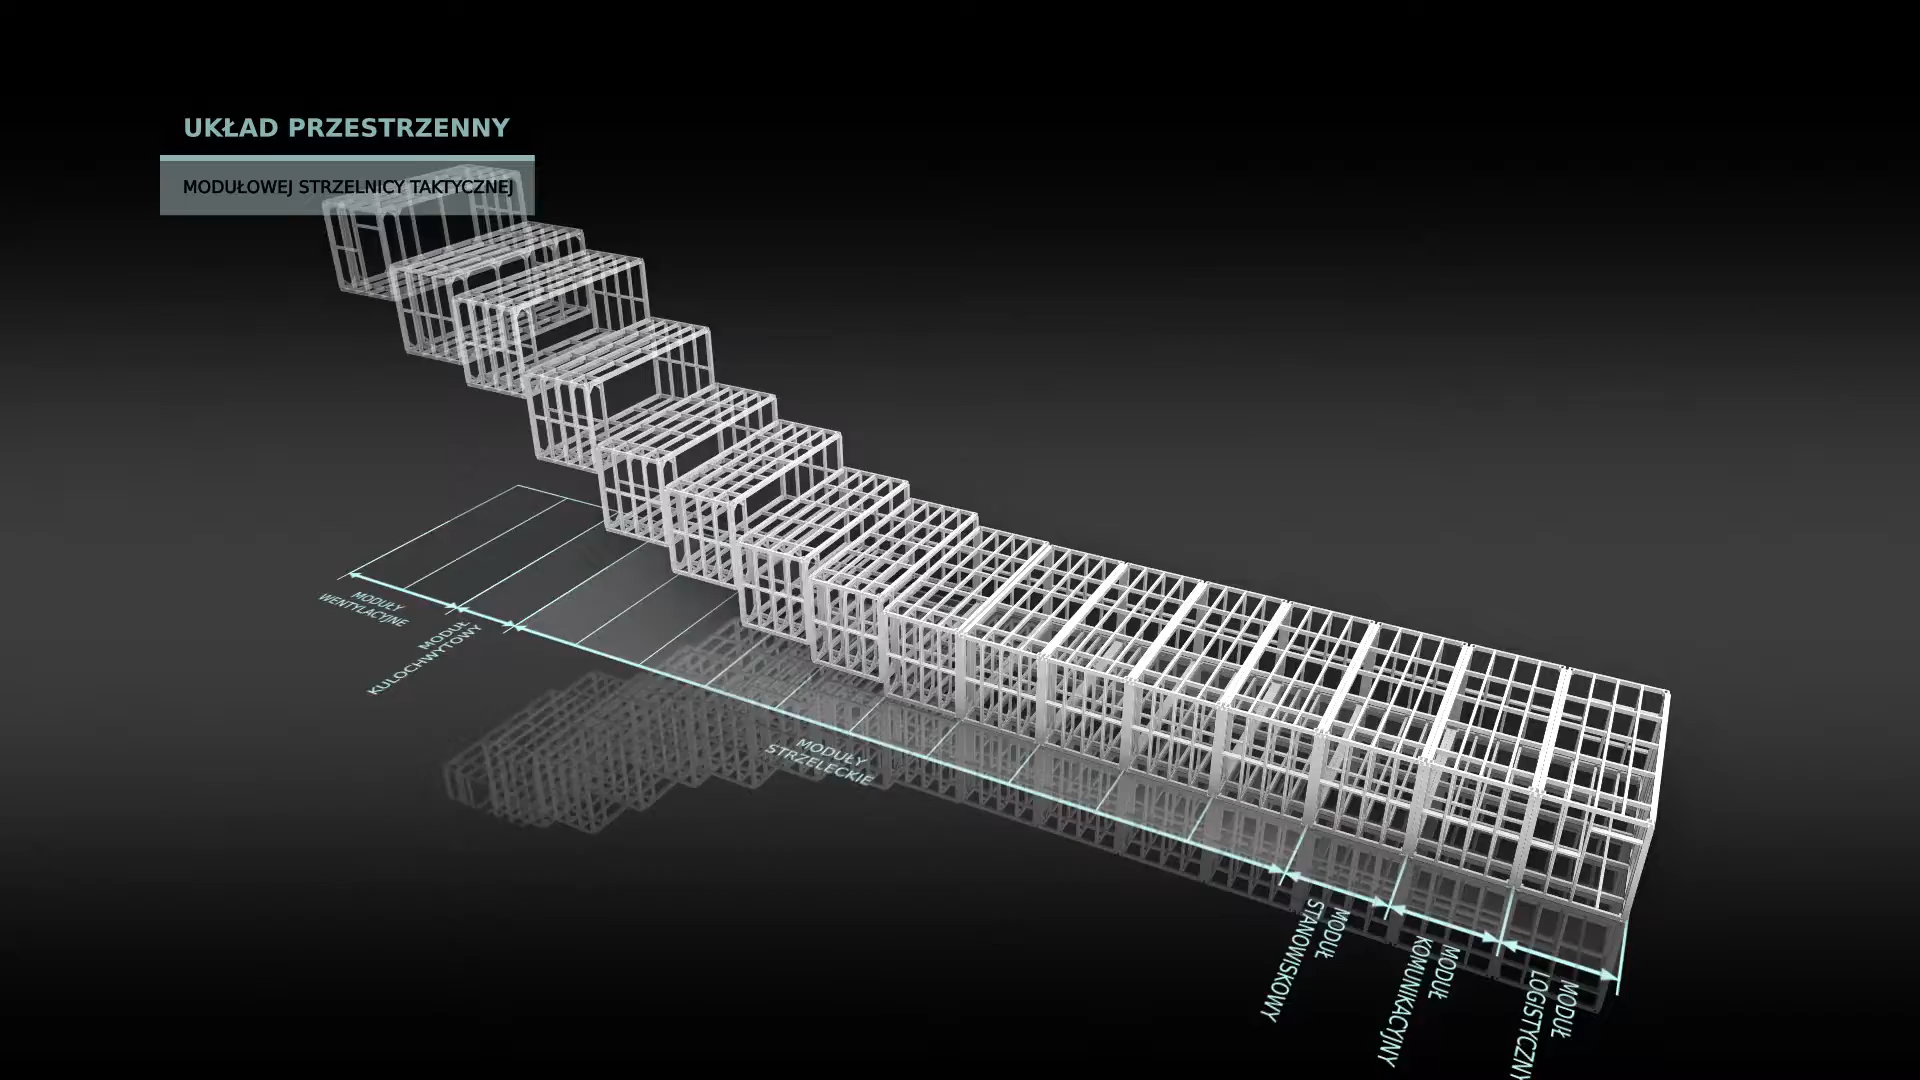 UKŁAD PRZESTRZENNY
MODUŁOWEJ STRZELNICY TAKTYCZNEJ
MODUŁY
WENTYLACYJNE
MODUŁ
KULOCHWYTOWY
MODUŁY
STRZELECKIE
MODUŁ
STANOWISKOWY
MODUŁ
KOMUNIKACYJNY
MODUŁ
LOGISTYCZNY